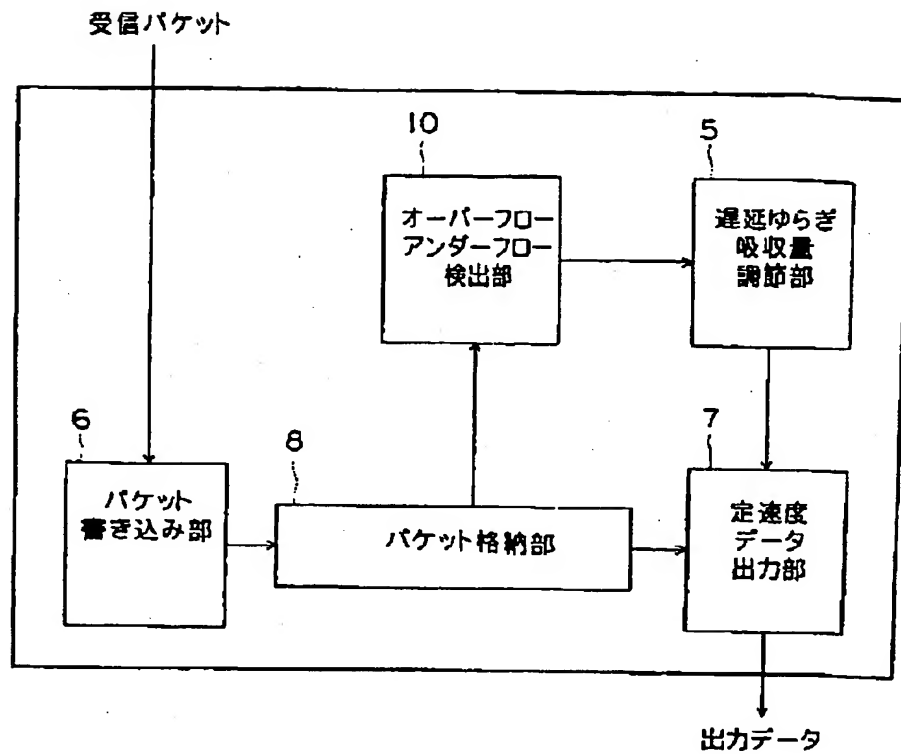 受信パケット
10
5
オーバーフロー
アンダーフロー
検出部
遅延ゆらぎ
吸収量
調節部
6
8
7
パケット
書き込み部
パケット格納部
定速度
データ
出力部
出力データ